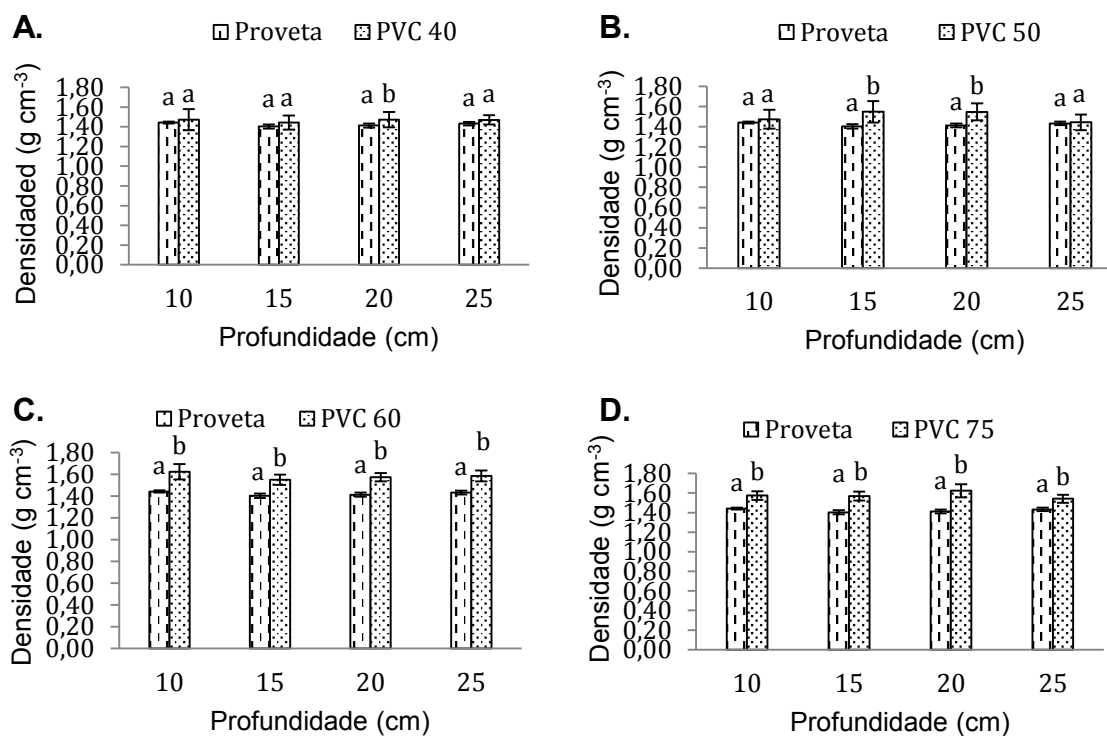 A.
Proveta PVC 40
a a a a a b a a
1,80
1,60
1,40
1,20
1,00
0,80
0,60
0,40
0,20
0,00
Densidaded (g cm-3)
10 15 20 25
Profundidade (cm)
B.
Proveta PVC 50
a a a b a b a a
1,80
1,60
1,40
1,20
1,00
0,80
0,60
0,40
0,20
0,00
Densidade (g cm-3)
10 15 20 25
Profundidade (cm)
C.
Proveta PVC 60
a b a b a b a b
1,80
1,60
1,40
1,20
1,00
0,80
0,60
0,40
0,20
0,00
Densidade (g cm-3)
10 15 20 25
Profundidade (cm)
D.
Proveta PVC 75
a b a b a b a b
1,80
1,60
1,40
1,20
1,00
0,80
0,60
0,40
0,20
0,00
Densidade (g cm-3)
10 15 20 25
Profundidade (cm)